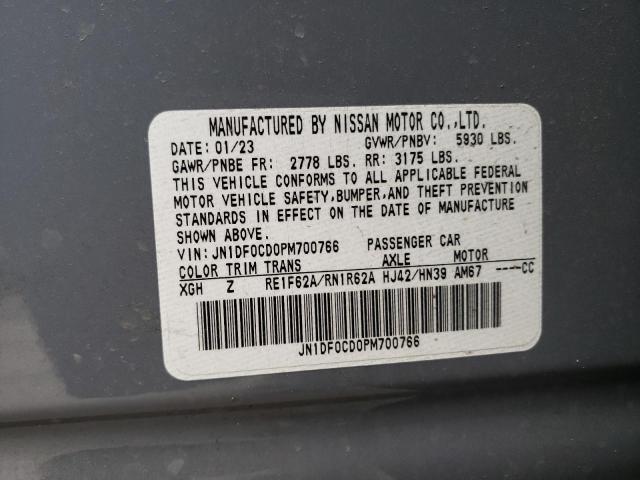 MANUFACTURED BY NISSAN MOTOR CO.,LTD.
DATE: 01/23 GVWR/PNBV: 5930 LBS.
GAWR/PNBE FR: 2778 LBS. RR: 3175 LBS.
THIS VEHICLE CONFORMS TO ALL APPLICABLE FEDERAL
MOTOR VEHICLE SAFETY,BUMPER,AND THEFT PREVENTION
STANDARDS IN EFFECT ON THE DATE OF MANUFACTURE
SHOWN ABOVE.
VIN: JN1DF0CD0PM700766 PASSENGER CAR
COLOR TRIM TRANS AXLE MOTOR
XGH Z RE1F62A/RN1R62A HJ42/HN39 AM67 ----CC
JN1DF0CD0PM700766